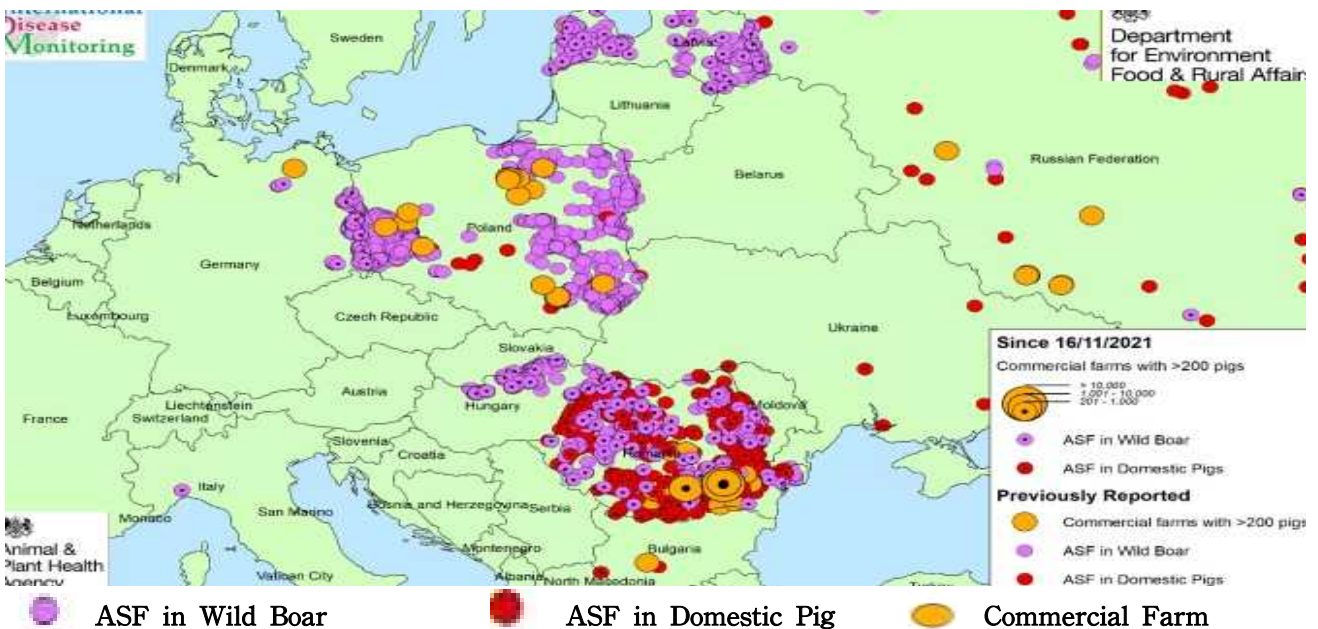 International
Disease
Monitoring
Department
for Environment
Food & Rural Affairs
Sweden
Denmark
Latvia
Lithuania
Russian Federation
Belarus
Netherlands
Poland
Germany
Belgium
Luxembourg
Czech Republic
Ukraine
Slovakia
Austria
Liechtenstein
Hungary
Moldova
France
Switzerland
Slovenia
Croatia
Romania
Italy
Bosnia and Herzegovina
Serbia
Monaco
San Marino
Montenegro
Bulgaria
Vatican City
Albania
North Macedonia
Animal &
Plant Health
Agency
Since 16/11/2021
Commercial farms with >200 pigs
> 10,000
1,001 - 10,000
201 - 1,000
ASF in Wild Boar
ASF in Domestic Pigs
Previously Reported
Commercial farms with >200 pigs
ASF in Wild Boar
ASF in Domestic Pigs
ASF in Wild Boar
ASF in Domestic Pig
Commercial Farm